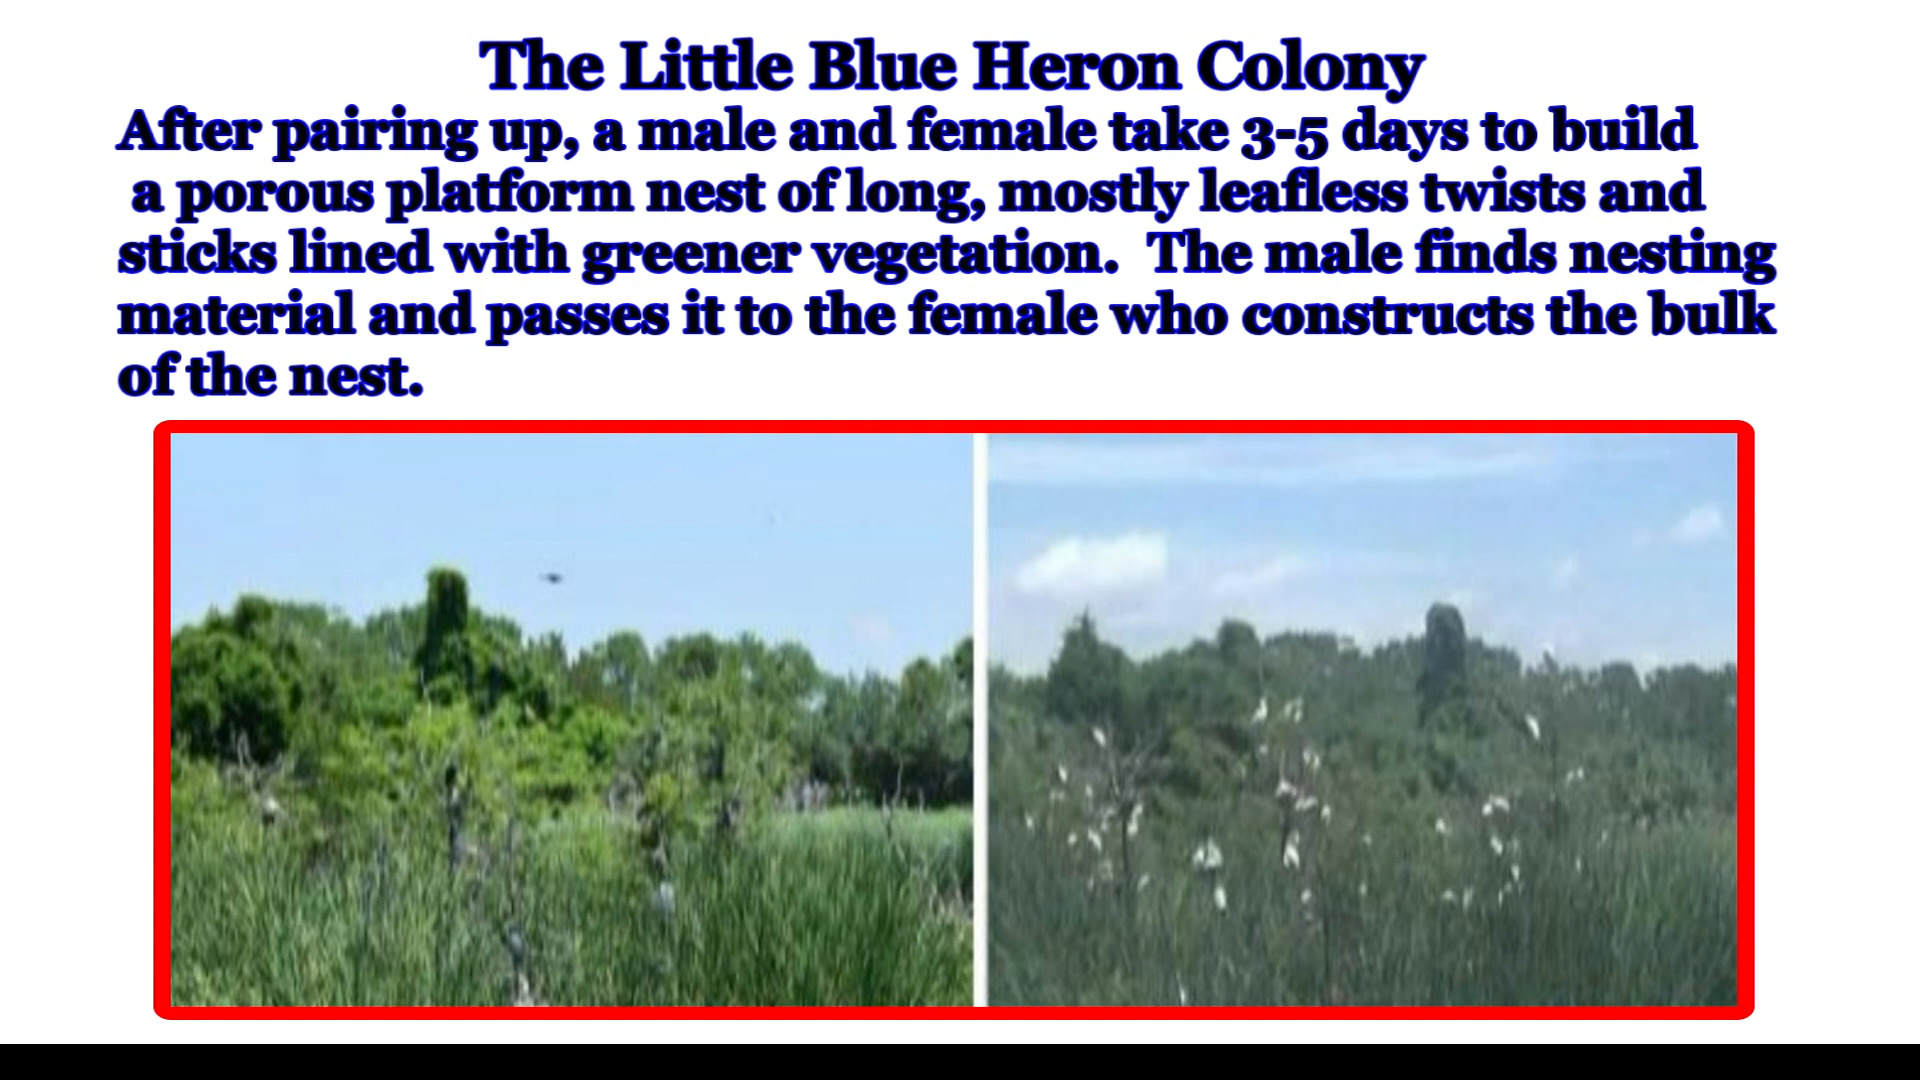 The Little Blue Heron Colony
After pairing up, a male and female take 3-5 days to build
a porous platform nest of long, mostly leafless twists and
sticks lined with greener vegetation.  The male finds nesting
material and passes it to the female who constructs the bulk
of the nest.